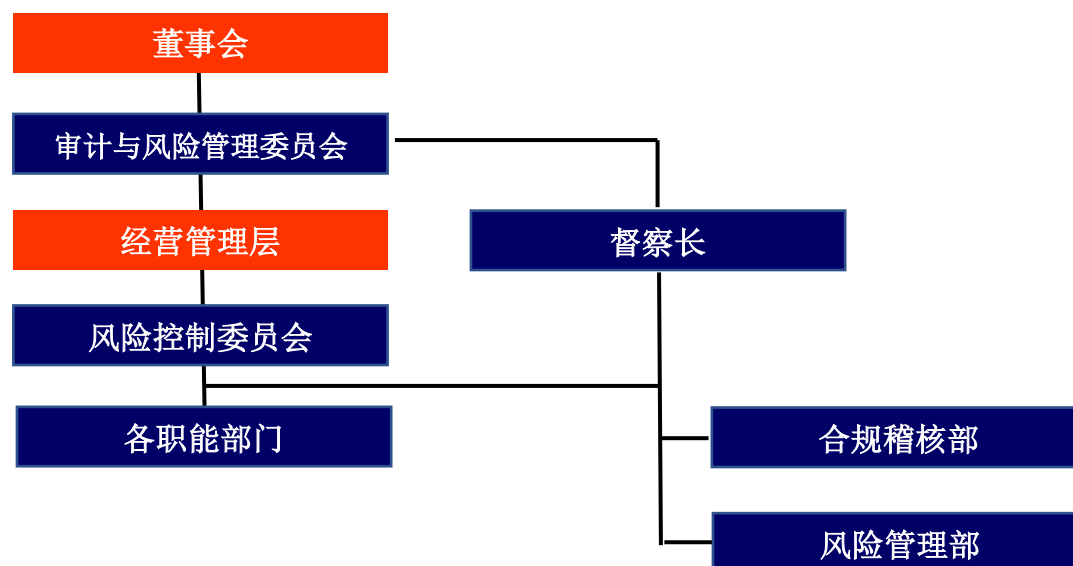 董事会
审计与风险管理委员会
经营管理层
督察长
风险控制委员会
各职能部门
合规稽核部
风险管理部